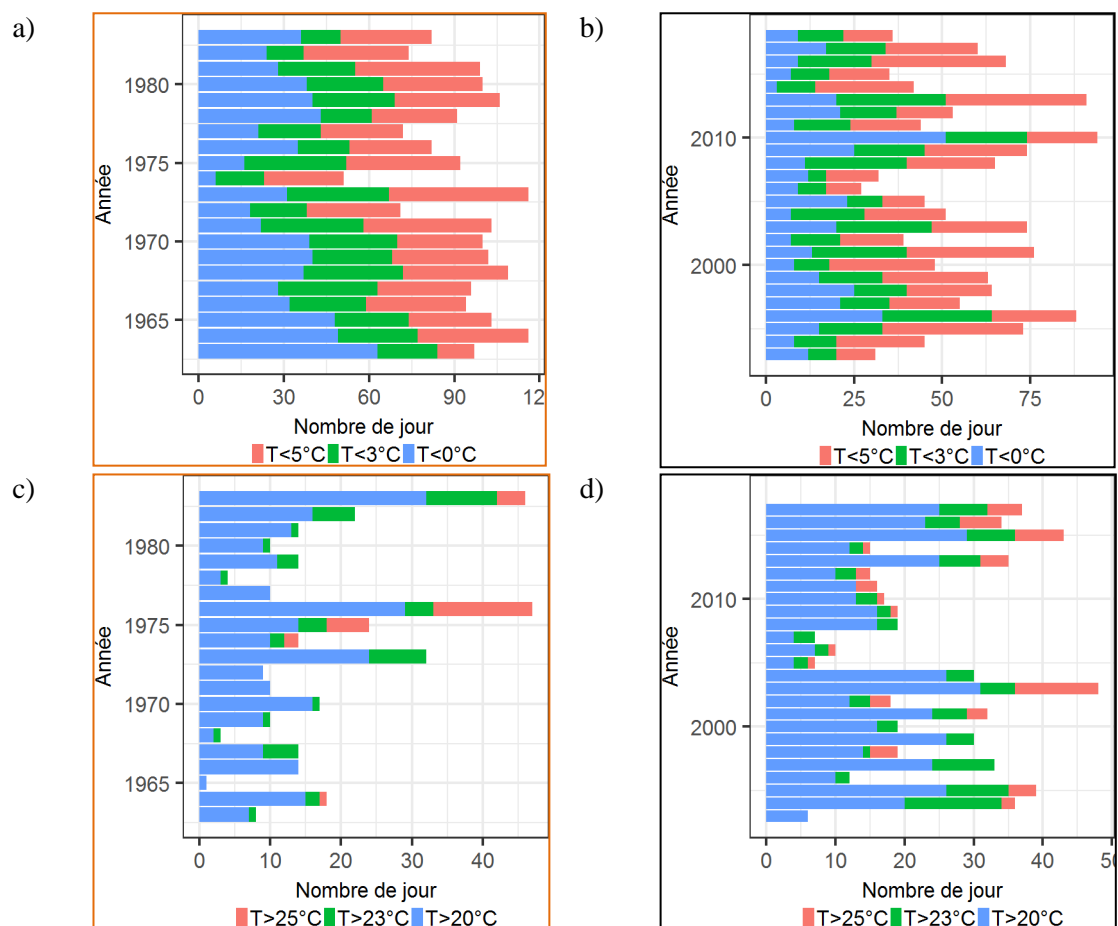 a)
Année
1980
1975
1970
1965
0 30 60 90 12
Nombre de jour
T<5°C T<3°C T<0°C
b)
Année
2010
2000
0 25 50 75
Nombre de jour
T<5°C T<3°C T<0°C
c)
Année
1980
1975
1970
1965
0 10 20 30 40
Nombre de jour
T>25°C T>23°C T>20°C
d)
Année
2010
2000
0 10 20 30 40 50
Nombre de jour
T>25°C T>23°C T>20°C